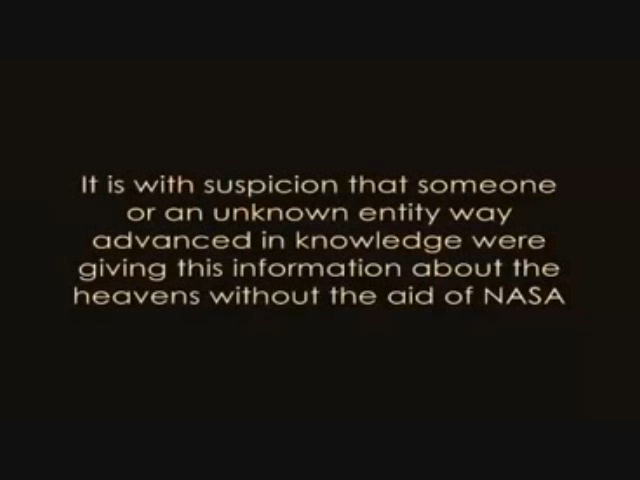 It is with suspicion that someone
or an unknown entity way
advanced in knowledge were
giving this information about the
heavens without the aid of NASA